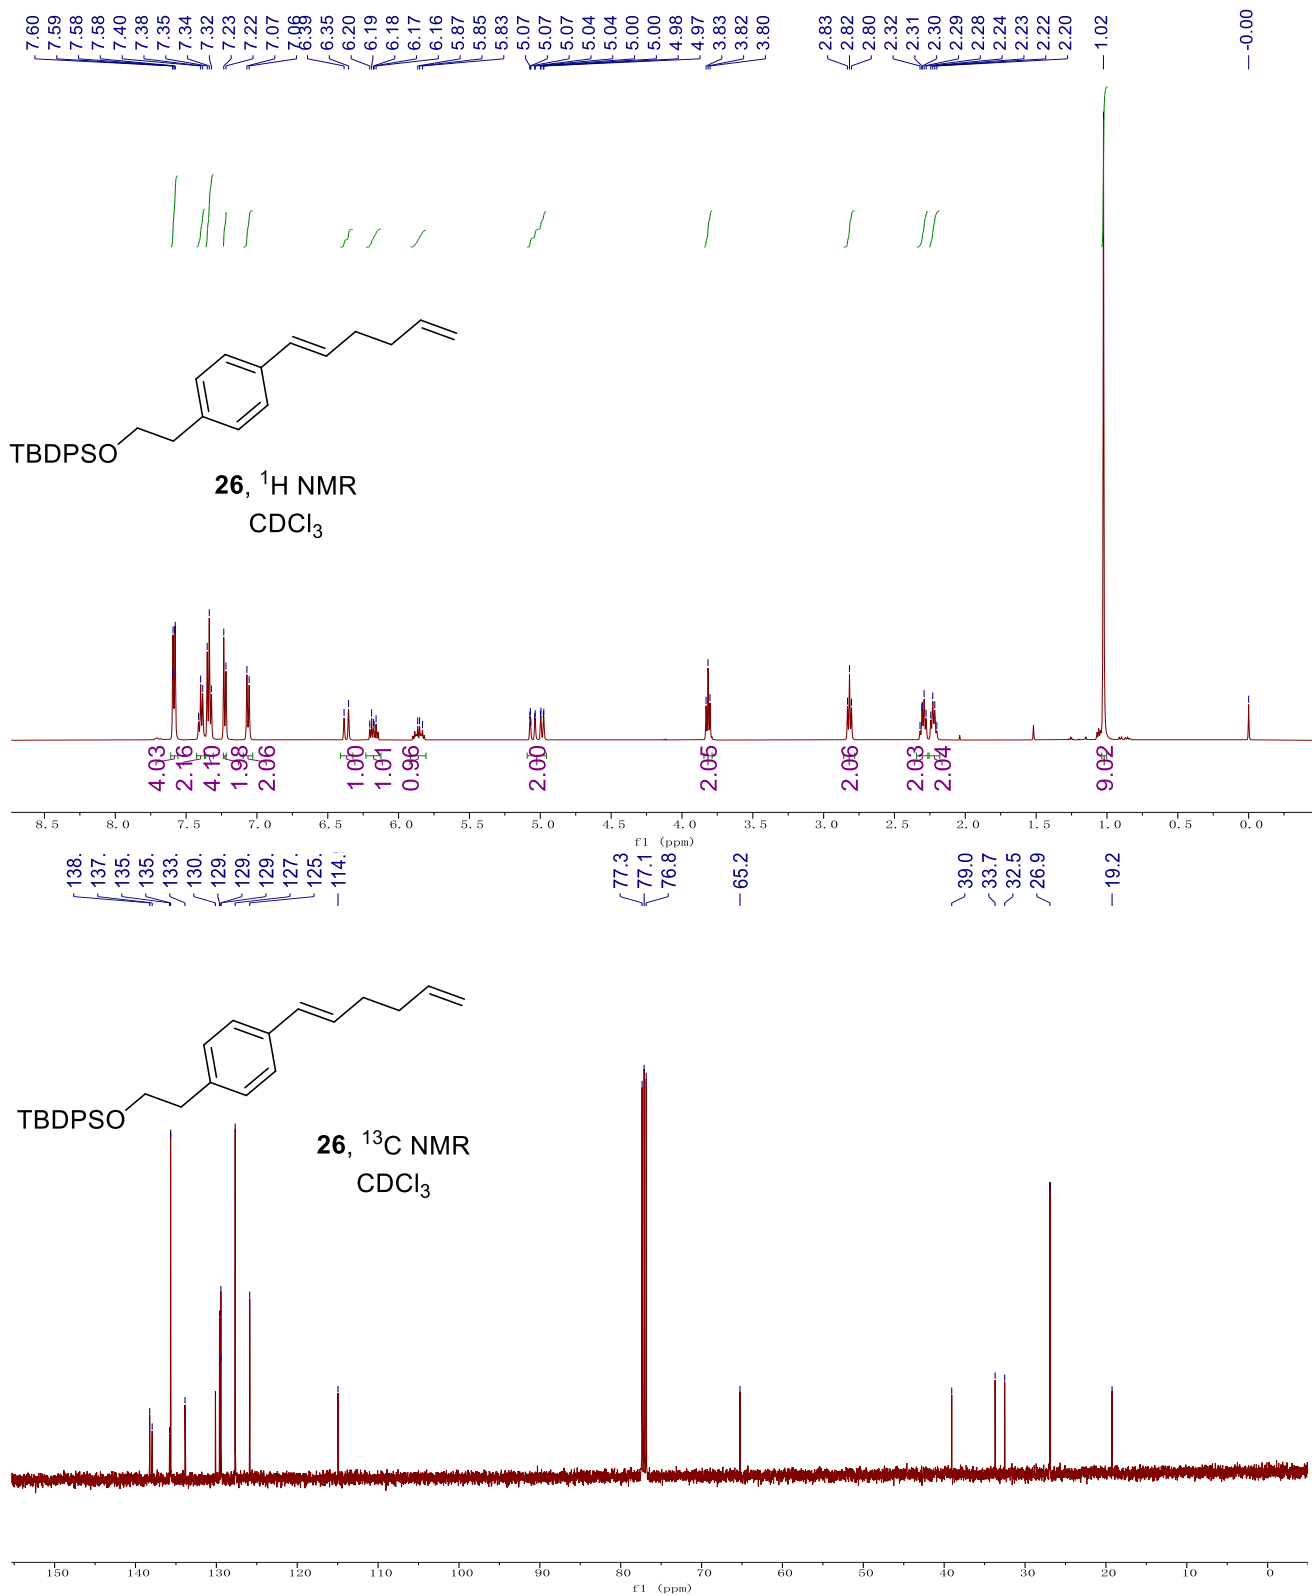 7.60 7.59 7.58 7.58 7.40 7.38 7.35 7.34 7.32 7.23 7.22 7.07 7.06 6.39 6.35 6.20 6.19 6.18 6.17 6.16 5.87 5.85 5.83 5.07 5.07 5.07 5.04 5.04 5.00 5.00 4.98 4.97 3.83 3.82 3.80 2.83 2.82 2.80 2.32 2.31 2.30 2.29 2.28 2.24 2.23 2.22 2.20 1.02 -0.00
TBDPSO
26, ¹H NMR
CDCl₃
4.03 2.16 4.10 1.98 2.06 1.00 1.01 0.96 2.00 2.05 2.06 2.03 2.04 9.02
8.5 8.0 7.5 7.0 6.5 6.0 5.5 5.0 4.5 4.0 3.5 3.0 2.5 2.0 1.5 1.0 0.5 0.0
f1 (ppm)
138. 137. 135. 135. 133. 130. 129. 129. 129. 127. 125. 114. 77.3 77.1 76.8 65.2 39.0 33.7 32.5 26.9 19.2
TBDPSO
26, ¹³C NMR
CDCl₃
150 140 130 120 110 100 90 80 70 60 50 40 30 20 10 0
f1 (ppm)